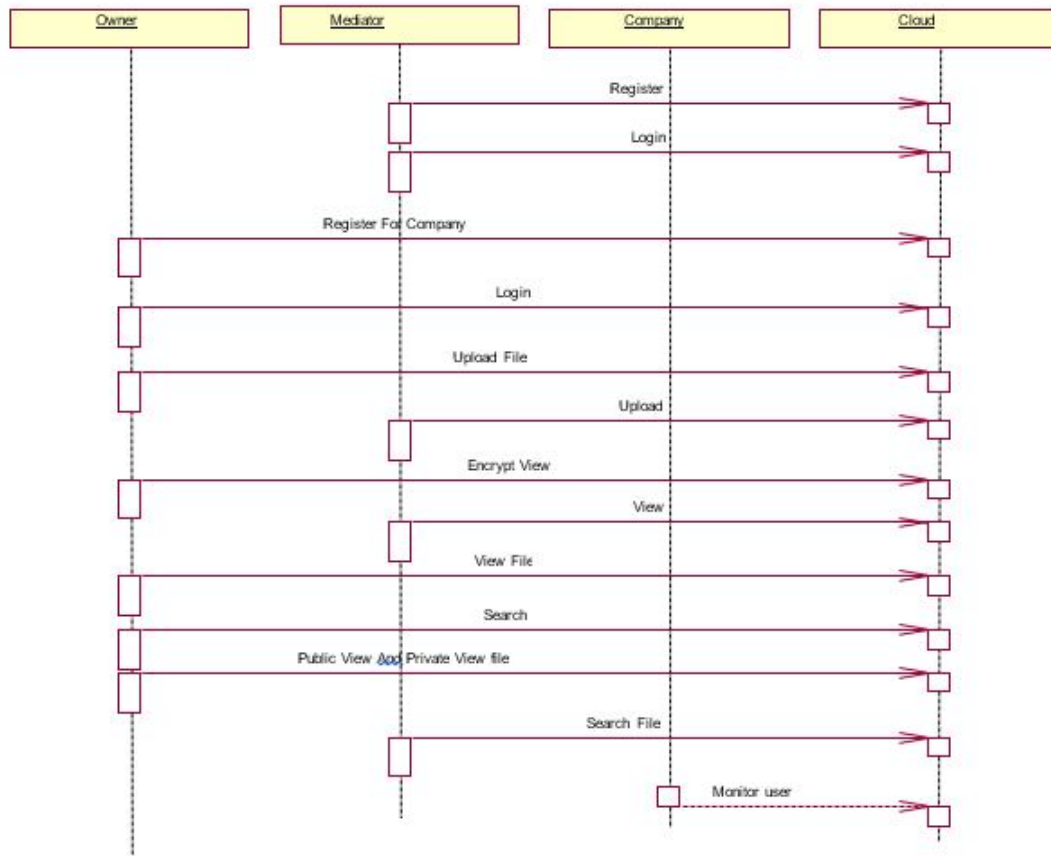 Owner
Mediator
Company
Cloud
Register
Login
Register For Company
Login
Upload File
Upload
Encrypt View
View
View File
Search
Public View And Private View file
Search File
Monitor user